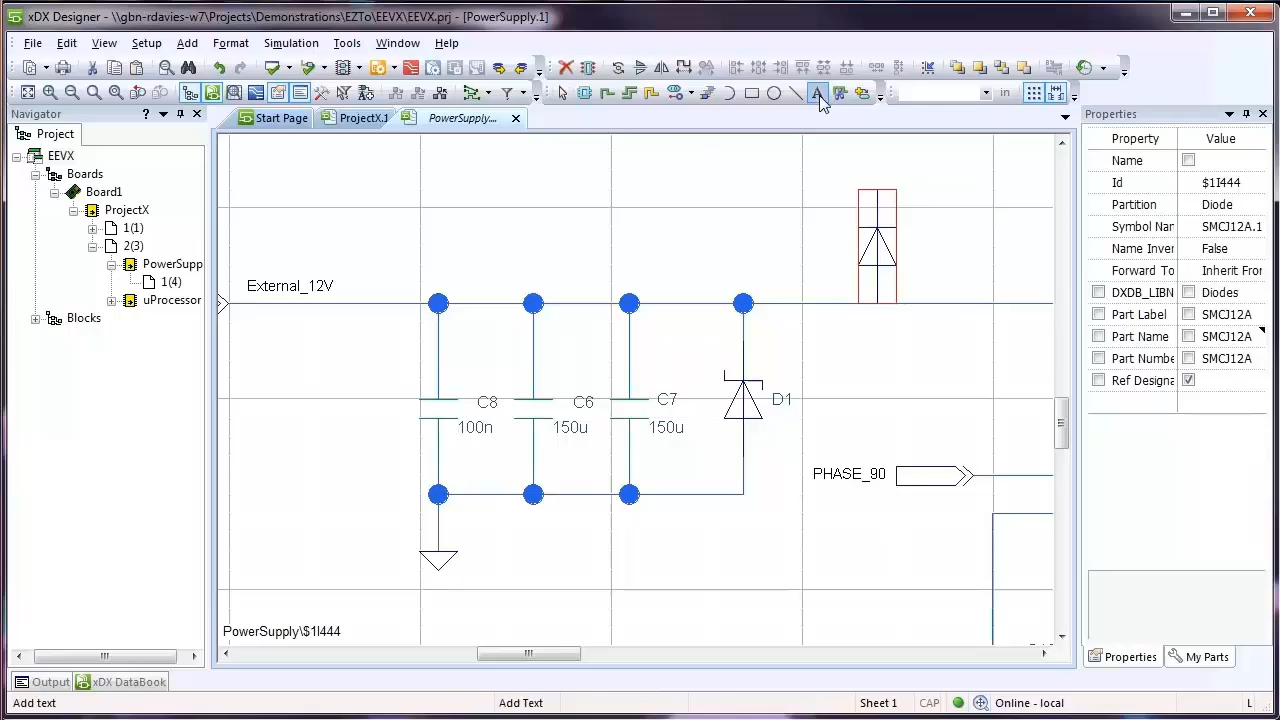 xDX Designer - \\gbn-rdavies-w7\Projects\Demonstrations\EZTo\EEVX\EEVX.prj - [PowerSupply.1]
File Edit View Setup Add Format Simulation Tools Window Help
in
Navigator
Start Page ProjectX.1 PowerSupply....
Properties
Project
EEVX
Boards
Board1
ProjectX
1(1)
2(3)
PowerSupp
1(4)
uProcessor
Blocks
External_12V
C8
100n
C6
150u
C7
150u
D1
PHASE_90
PowerSupply\$1I444
Property Value
Name
Id $1I444
Partition Diode
Symbol Nar SMCJ12A.1
Name Inver False
Forward To Inherit Fror
DXDB_LIBN Diodes
Part Label SMCJ12A
Part Name SMCJ12A
Part Numbe SMCJ12A
Ref Designa
Properties My Parts
Output xDX DataBook
Add text Add Text Sheet 1 CAP Online - local L